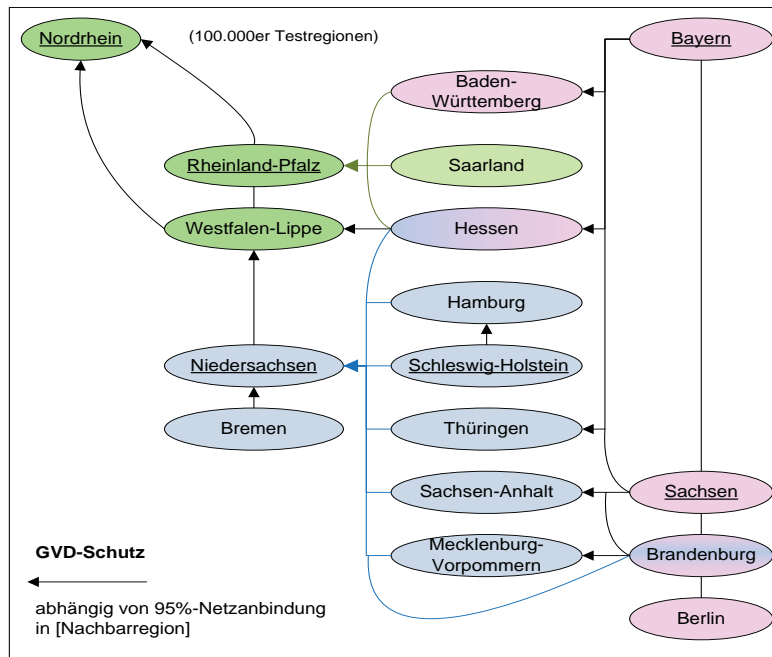 Nordrhein
(100.000er Testregionen)
Bayern
Baden-
Württemberg
Rheinland-Pfalz
Saarland
Westfalen-Lippe
Hessen
Hamburg
Niedersachsen
Schleswig-Holstein
Bremen
Thüringen
Sachsen-Anhalt
Sachsen
GVD-Schutz
Mecklenburg-
Vorpommern
Brandenburg
abhängig von 95%-Netzanbindung
in [Nachbarregion]
Berlin